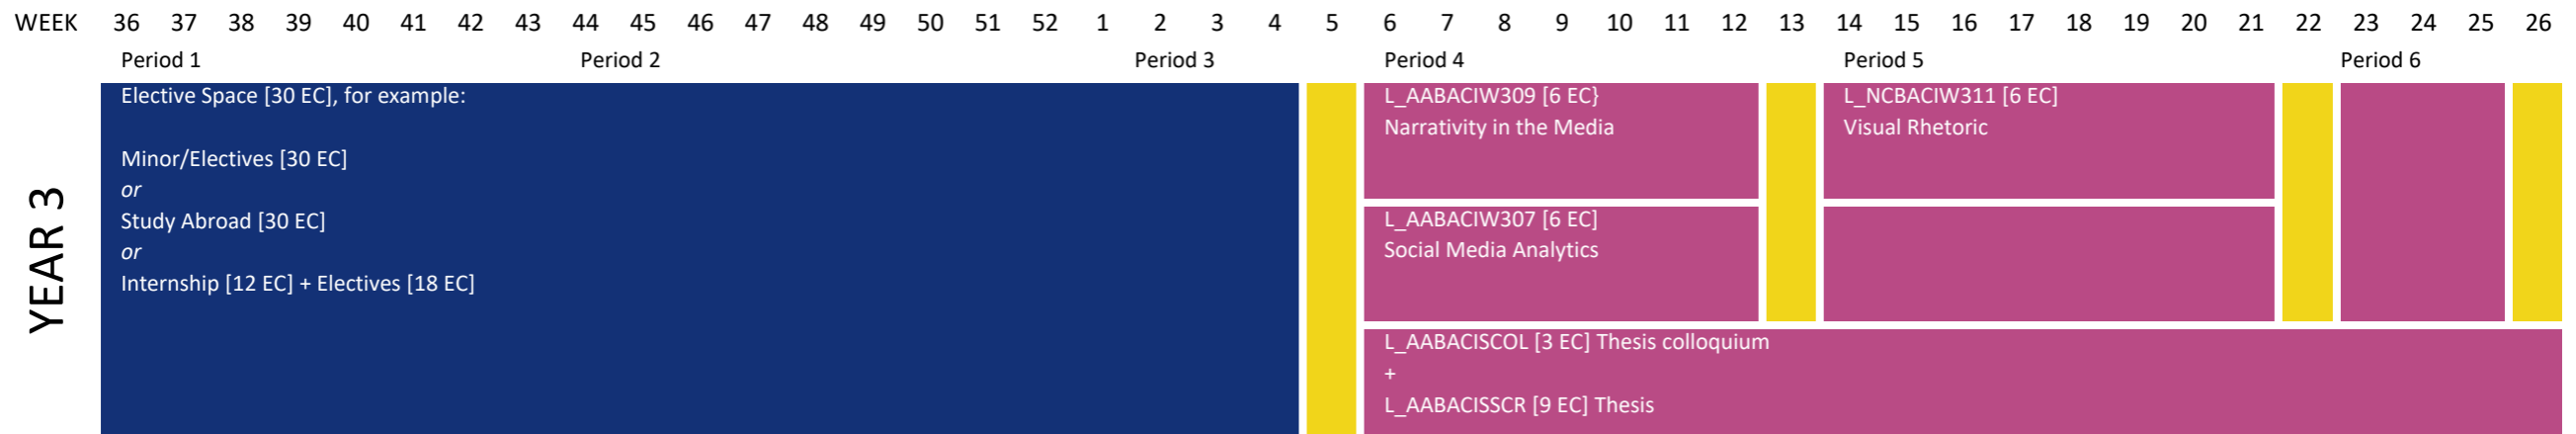 WEEK 36 37 38 39 40 41 42 43 44 45 46 47 48 49 50 51 52 1 2 3 4 5 6 7 8 9 10 11 12 13 14 15 16 17 18 19 20 21 22 23 24 25 26
Period 1 Period 2 Period 3 Period 4 Period 5 Period 6
YEAR 3
Elective Space [30 EC], for example:
Minor/Electives [30 EC]
or
Study Abroad [30 EC]
or
Internship [12 EC] + Electives [18 EC]
L_AABACIW309 [6 EC}
Narrativity in the Media
L_NCBACIW311 [6 EC]
Visual Rhetoric
L_AABACIW307 [6 EC]
Social Media Analytics
L_AABACISCOL [3 EC] Thesis colloquium
+
L_AABACISSCR [9 EC] Thesis